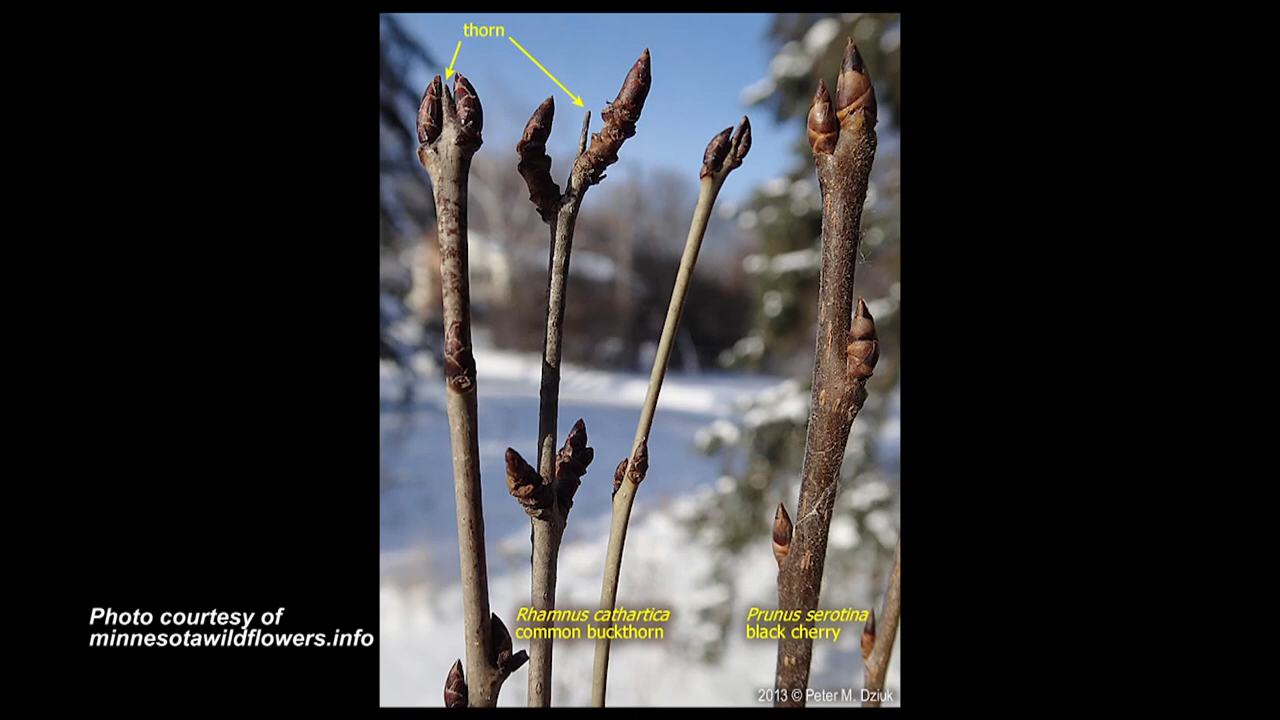 thorn
Photo courtesy of
minnesotawildflowers.info
Rhamnus cathartica
common buckthorn
Prunus serotina
black cherry
2013 © Peter M. Dziuk